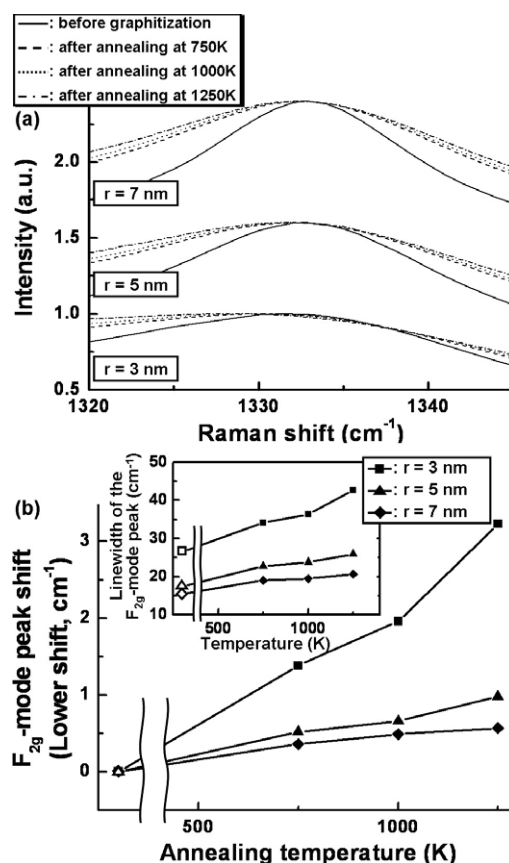 —: before graphitization
- - -: after annealing at 750K
·······: after annealing at 1000K
-·-·-: after annealing at 1250K
(a)
Intensity (a.u.)
2.0
1.5
1.0
0.5
r = 7 nm
r = 5 nm
r = 3 nm
1320
1330
1340
Raman shift (cm⁻¹)
(b)
F₂g-mode peak shift
(Lower shift, cm⁻¹)
3
2
1
0
Linewidth of the
F₂g-mode peak (cm⁻¹)
50
40
30
20
10
500
1000
Temperature (K)
: r = 3 nm
: r = 5 nm
: r = 7 nm
500
1000
Annealing temperature (K)